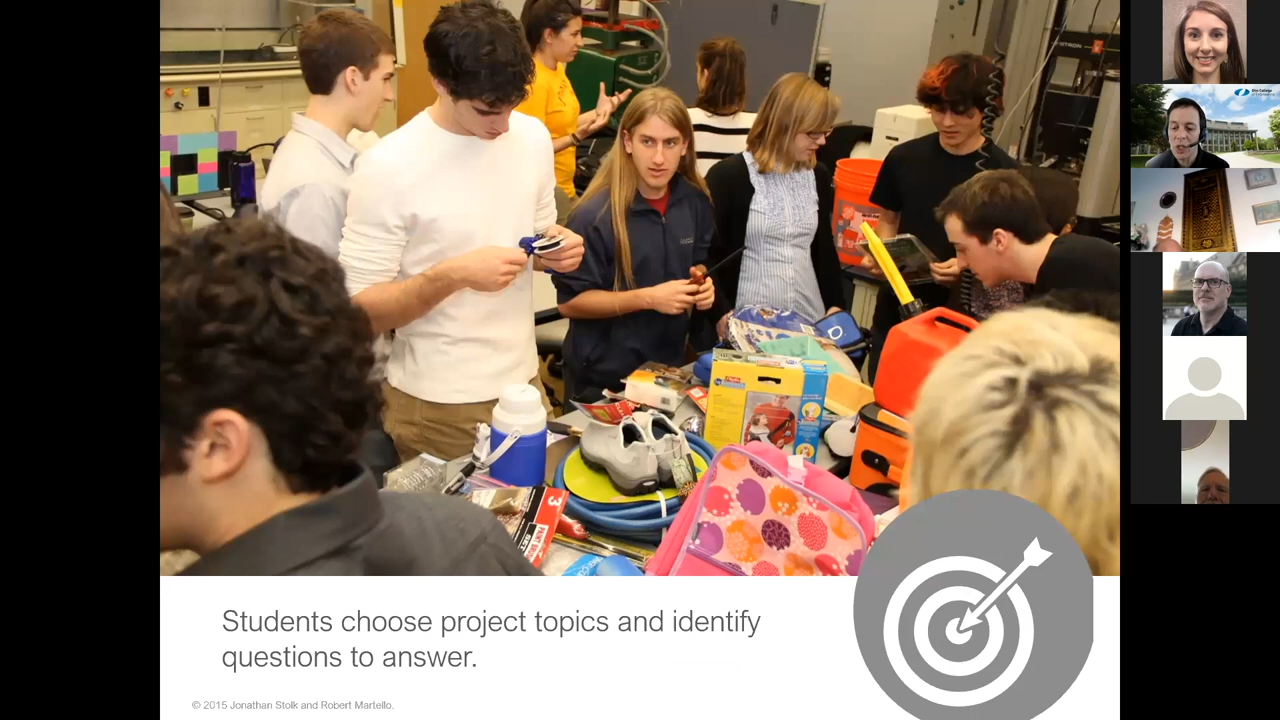 Students choose project topics and identify
questions to answer.
© 2015 Jonathan Stolk and Robert Martello.